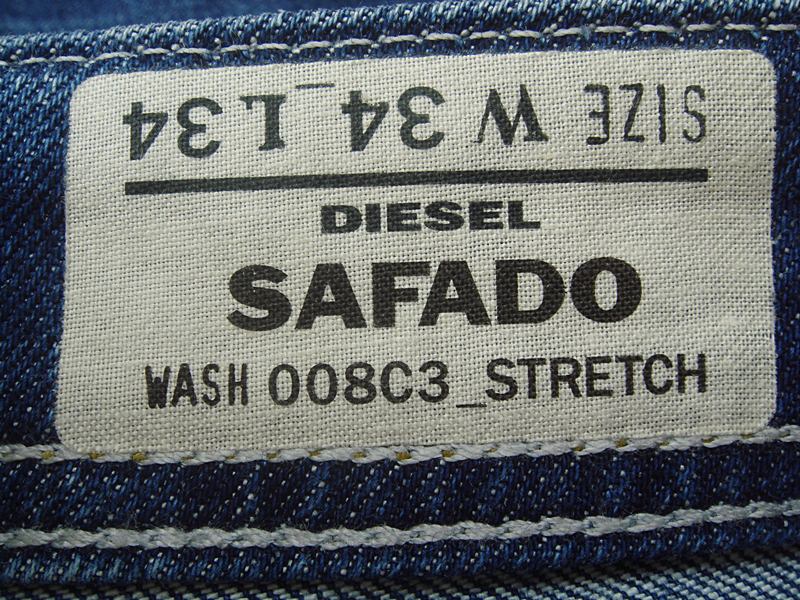 SIZE W 34_L34
DIESEL
SAFADO
WASH 008C3_STRETCH